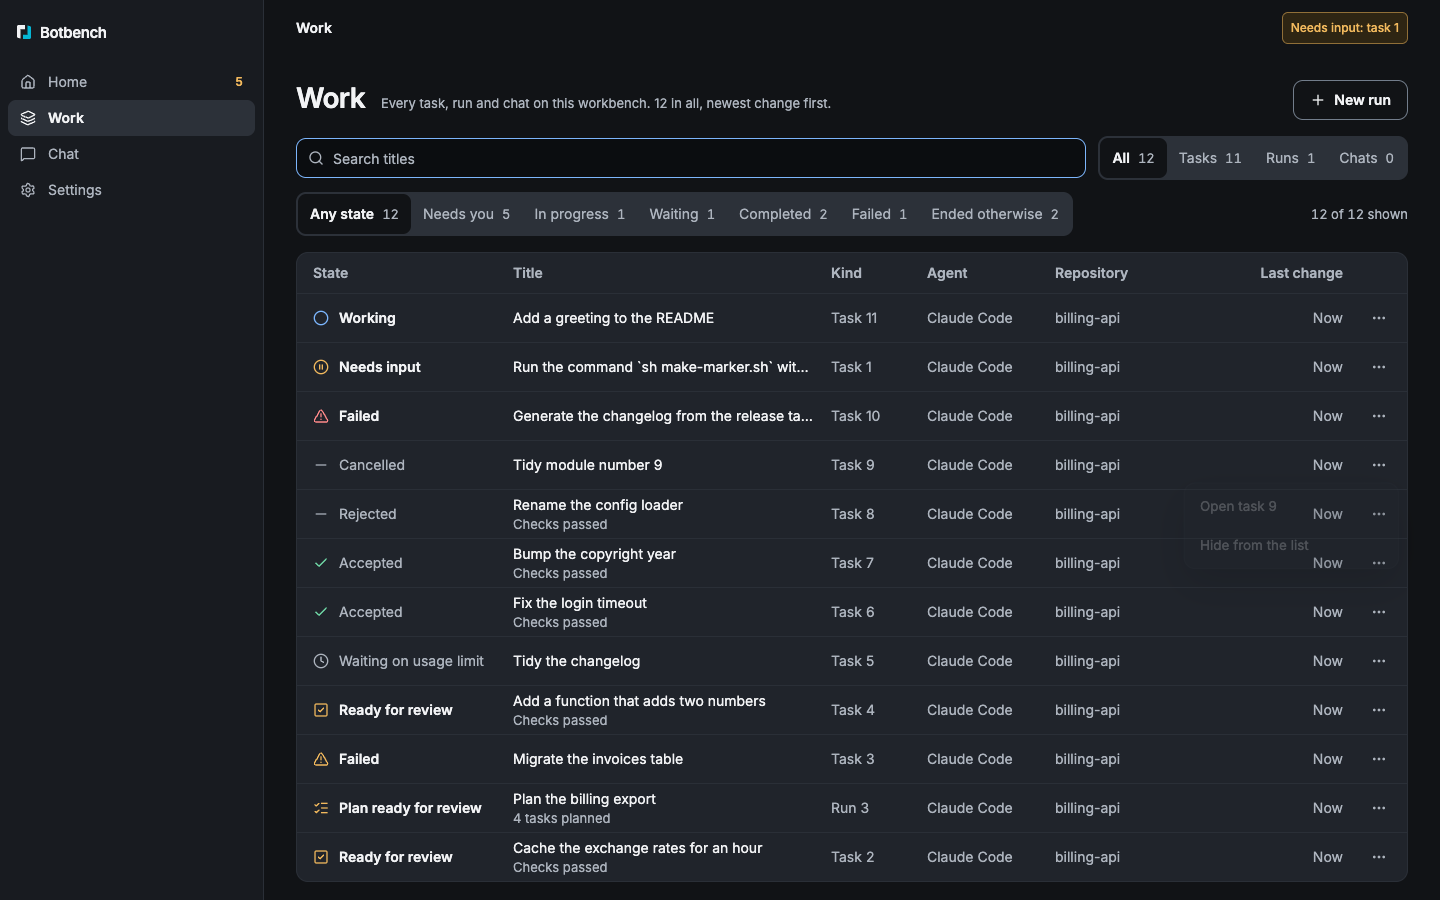 Botbench
Home 5
Work
Chat
Settings
Work
Needs input: task 1
Work Every task, run and chat on this workbench. 12 in all, newest change first.
New run
Search titles
All 12 Tasks 11 Runs 1 Chats 0
Any state 12 Needs you 5 In progress 1 Waiting 1 Completed 2 Failed 1 Ended otherwise 2
12 of 12 shown
State Title Kind Agent Repository Last change
Working Add a greeting to the README Task 11 Claude Code billing-api Now
Needs input Run the command `sh make-marker.sh` wit... Task 1 Claude Code billing-api Now
Failed Generate the changelog from the release ta... Task 10 Claude Code billing-api Now
Cancelled Tidy module number 9 Task 9 Claude Code billing-api Now
Rejected Rename the config loader Task 8 Claude Code billing-api Now
Checks passed
Open task 9
Hide from the list
Accepted Bump the copyright year Task 7 Claude Code billing-api Now
Checks passed
Accepted Fix the login timeout Task 6 Claude Code billing-api Now
Checks passed
Waiting on usage limit Tidy the changelog Task 5 Claude Code billing-api Now
Ready for review Add a function that adds two numbers Task 4 Claude Code billing-api Now
Checks passed
Failed Migrate the invoices table Task 3 Claude Code billing-api Now
Plan ready for review Plan the billing export Run 3 Claude Code billing-api Now
4 tasks planned
Ready for review Cache the exchange rates for an hour Task 2 Claude Code billing-api Now
Checks passed